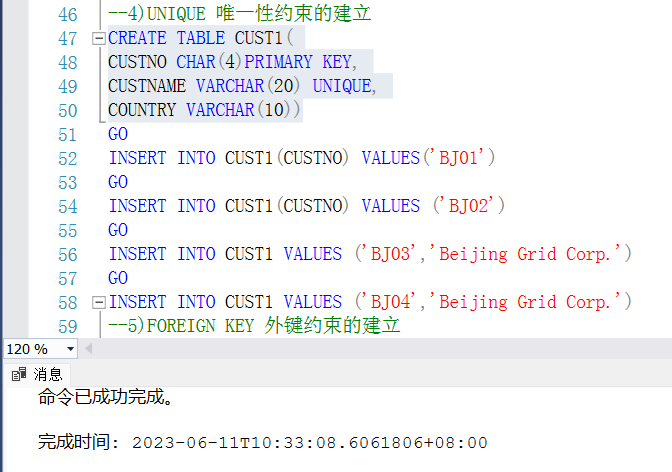 46 --4)UNIQUE 唯一性约束的建立
47 CREATE TABLE CUST1(
48 CUSTNO CHAR(4)PRIMARY KEY,
49 CUSTNAME VARCHAR(20) UNIQUE,
50 COUNTRY VARCHAR(10))
51 GO
52 INSERT INTO CUST1(CUSTNO) VALUES('BJ01')
53 GO
54 INSERT INTO CUST1(CUSTNO) VALUES ('BJ02')
55 GO
56 INSERT INTO CUST1 VALUES ('BJ03','Beijing Grid Corp.')
57 GO
58 INSERT INTO CUST1 VALUES ('BJ04','Beijing Grid Corp.')
59 --5)FOREIGN KEY 外键约束的建立
120 %
消息
命令已成功完成。
完成时间: 2023-06-11T10:33:08.6061806+08:00